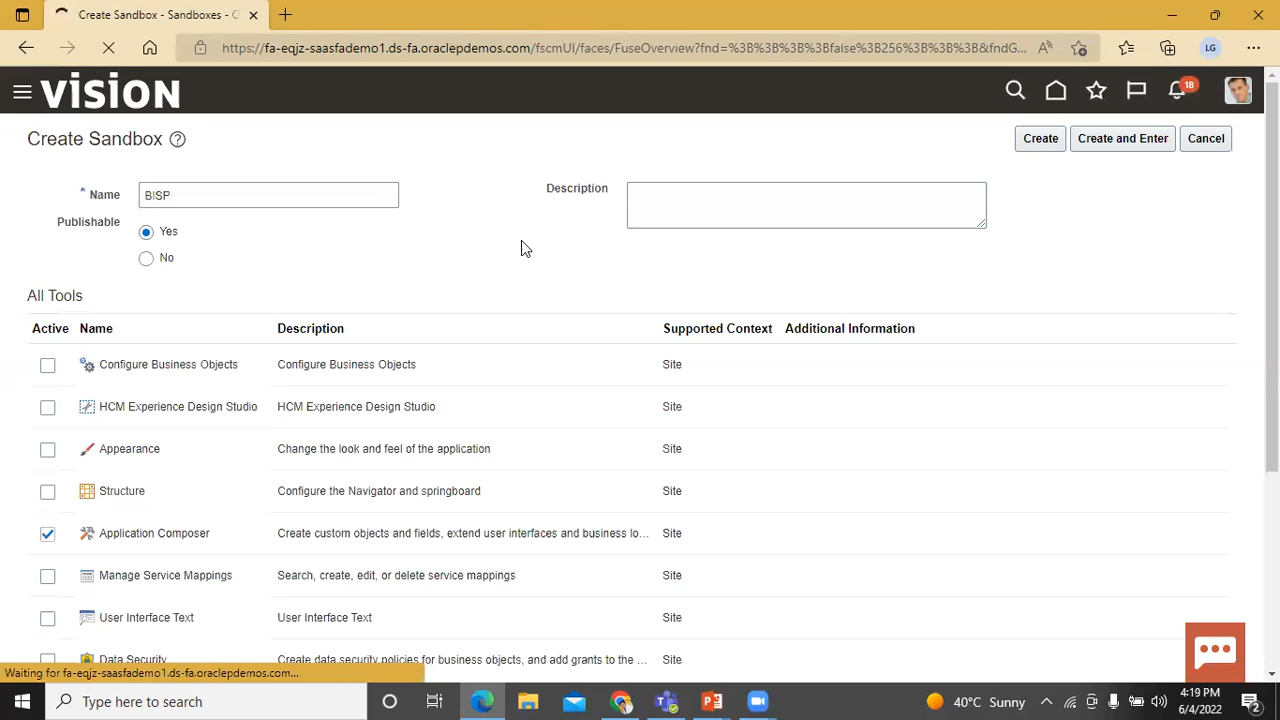 Create Sandbox - Sandboxes - C
https://fa-eqjz-saasfademo1.ds-fa.oraclepdemos.com/fscmUI/faces/FuseOverview?fnd=%3B%3B%3B%3Bfalse%3B256%3B%3B%3B&fndG...
LG
VISION
18
Create Sandbox
Create
Create and Enter
Cancel
* Name
BISP
Description
Publishable
Yes
No
All Tools
Active Name Description Supported Context Additional Information
Configure Business Objects Configure Business Objects Site
HCM Experience Design Studio HCM Experience Design Studio Site
Appearance Change the look and feel of the application Site
Structure Configure the Navigator and springboard Site
Application Composer Create custom objects and fields, extend user interfaces and business lo... Site
Manage Service Mappings Search, create, edit, or delete service mappings Site
User Interface Text User Interface Text Site
Data Security Create data security policies for business objects, and add grants to the ... Site
Waiting for fa-eqjz-saasfademo1.ds-fa.oraclepdemos.com...
Type here to search
40°C Sunny
4:19 PM
6/4/2022
2